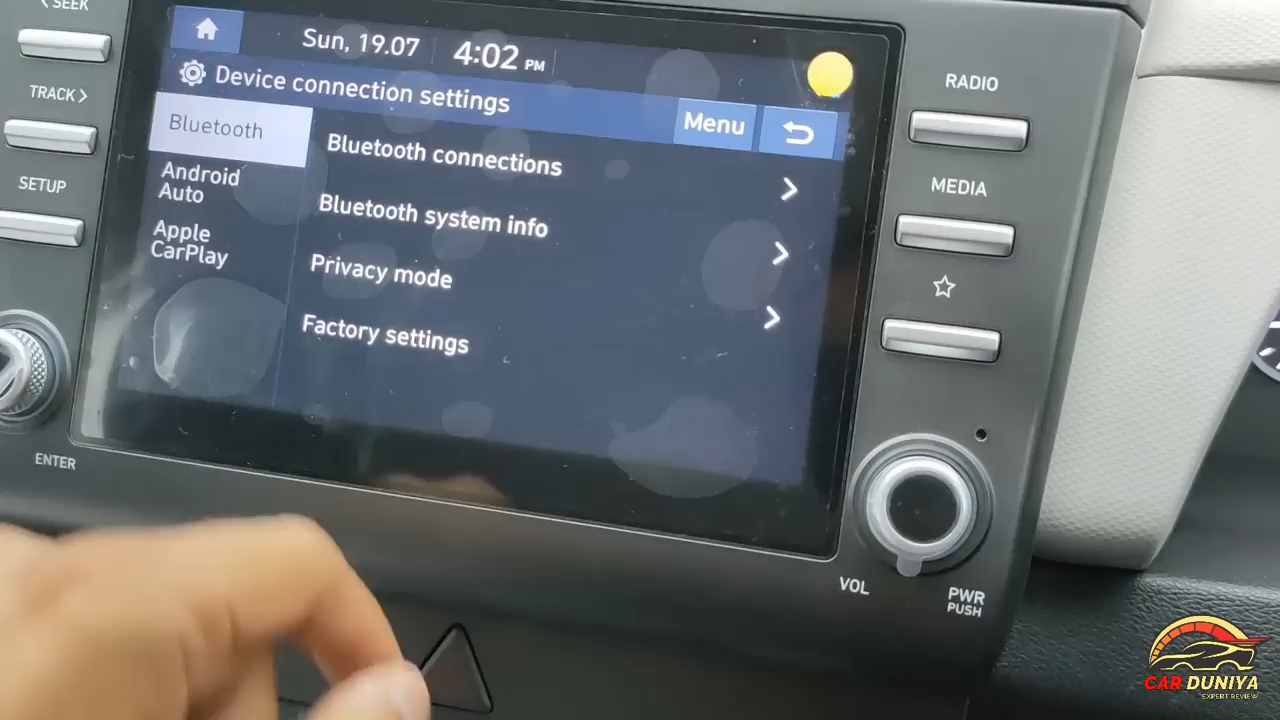 < SEEK
TRACK >
SETUP
ENTER
Sun, 19.07
4:02 PM
Device connection settings
Menu
Bluetooth
Android
Auto
Apple
CarPlay
Bluetooth connections
Bluetooth system info
Privacy mode
Factory settings
RADIO
MEDIA
VOL
PWR
PUSH
CAR DUNIYA
EXPERT REVIEW